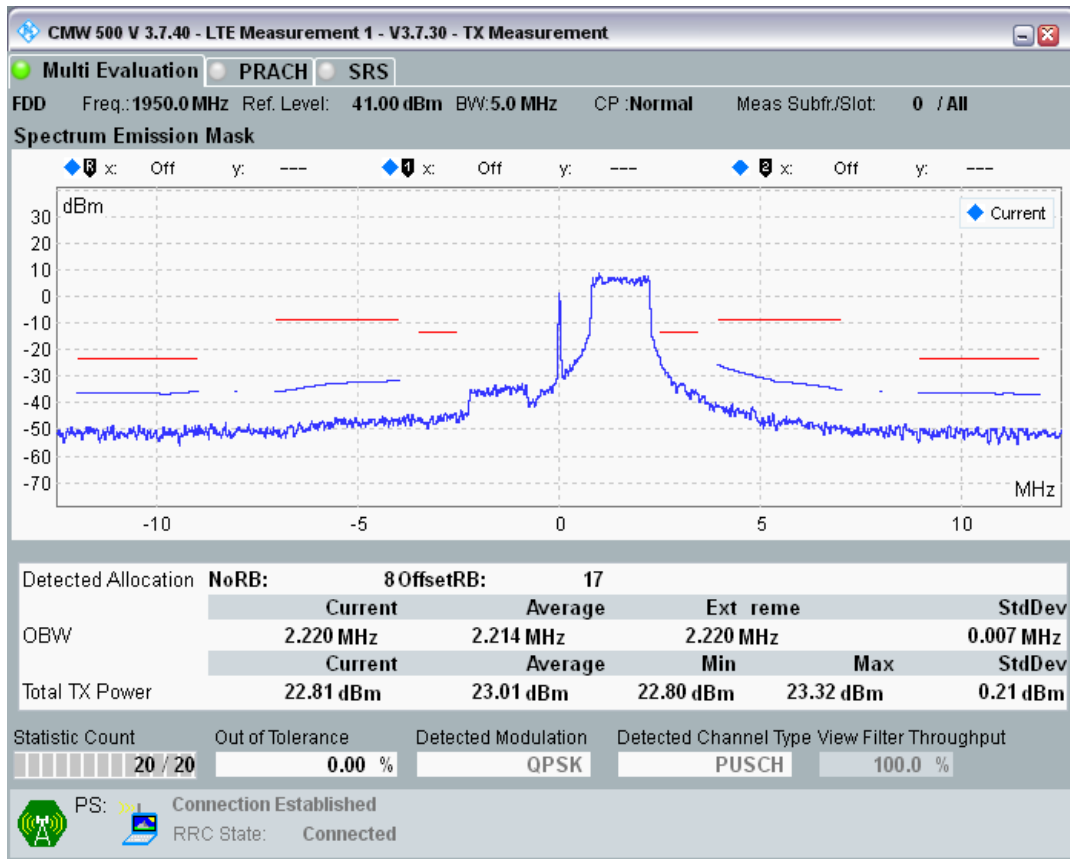 CMW 500 V 3.7.40 - LTE Measurement 1 - V3.7.30 - TX Measurement
Multi Evaluation PRACH SRS
FDD Freq.: 1950.0 MHz Ref. Level: 41.00 dBm BW: 5.0 MHz CP : Normal Meas Subfr./Slot: 0 / All
Spectrum Emission Mask
R x: Off y: --- 1 x: Off y: --- 2 x: Off y: ---
dBm
Current
30
20
10
0
-10
-20
-30
-40
-50
-60
-70
MHz
-10 -5 0 5 10
Detected Allocation NoRB: 8 OffsetRB: 17
Current Average Ext reme StdDev
OBW 2.220 MHz 2.214 MHz 2.220 MHz 0.007 MHz
Current Average Min Max StdDev
Total TX Power 22.81 dBm 23.01 dBm 22.80 dBm 23.32 dBm 0.21 dBm
Statistic Count Out of Tolerance Detected Modulation Detected Channel Type View Filter Throughput
20 / 20 0.00 % QPSK PUSCH 100.0 %
PS: Connection Established
RRC State: Connected